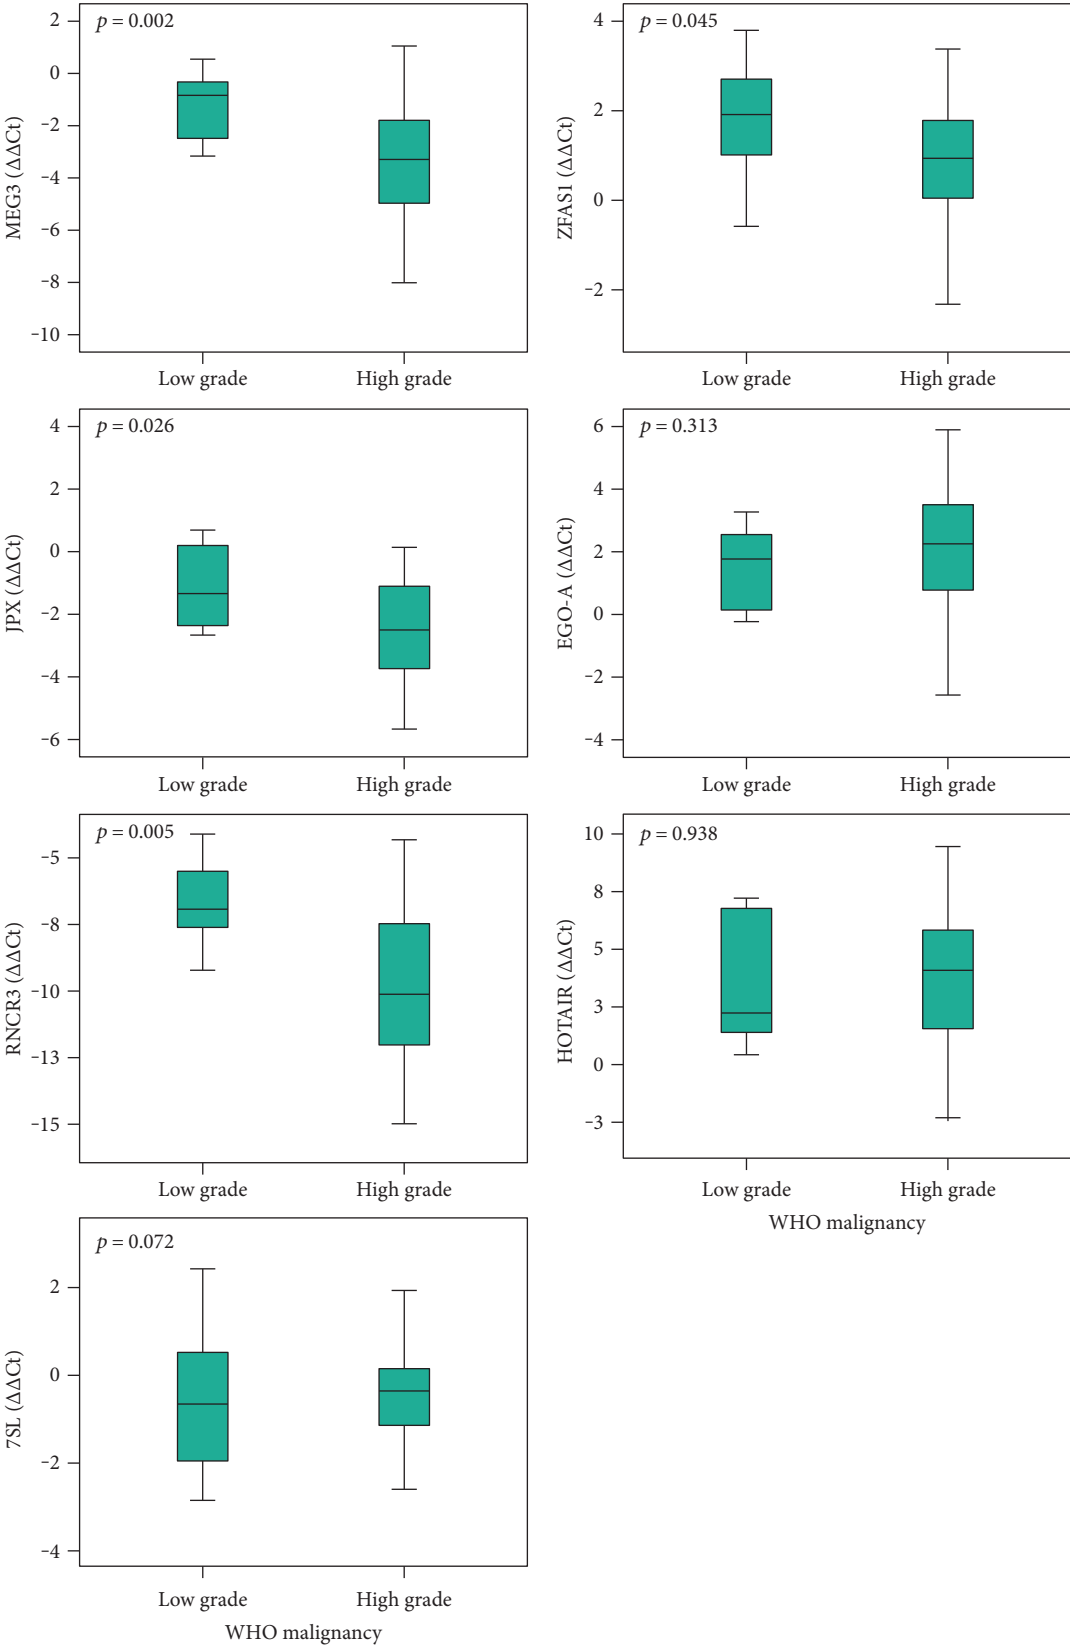 p = 0.002
MEG3 (ΔΔCt)
2
0
-2
-4
-6
-8
-10
Low grade
High grade
p = 0.045
ZFAS1 (ΔΔCt)
4
2
0
-2
Low grade
High grade
p = 0.026
JPX (ΔΔCt)
4
2
0
-2
-4
-6
Low grade
High grade
p = 0.313
EGO-A (ΔΔCt)
6
4
2
0
-2
-4
Low grade
High grade
p = 0.005
RNCR3 (ΔΔCt)
-5
-8
-10
-13
-15
Low grade
High grade
p = 0.938
HOTAIR (ΔΔCt)
10
8
5
3
0
-3
Low grade
High grade
WHO malignancy
p = 0.072
7SL (ΔΔCt)
2
0
-2
-4
Low grade
High grade
WHO malignancy